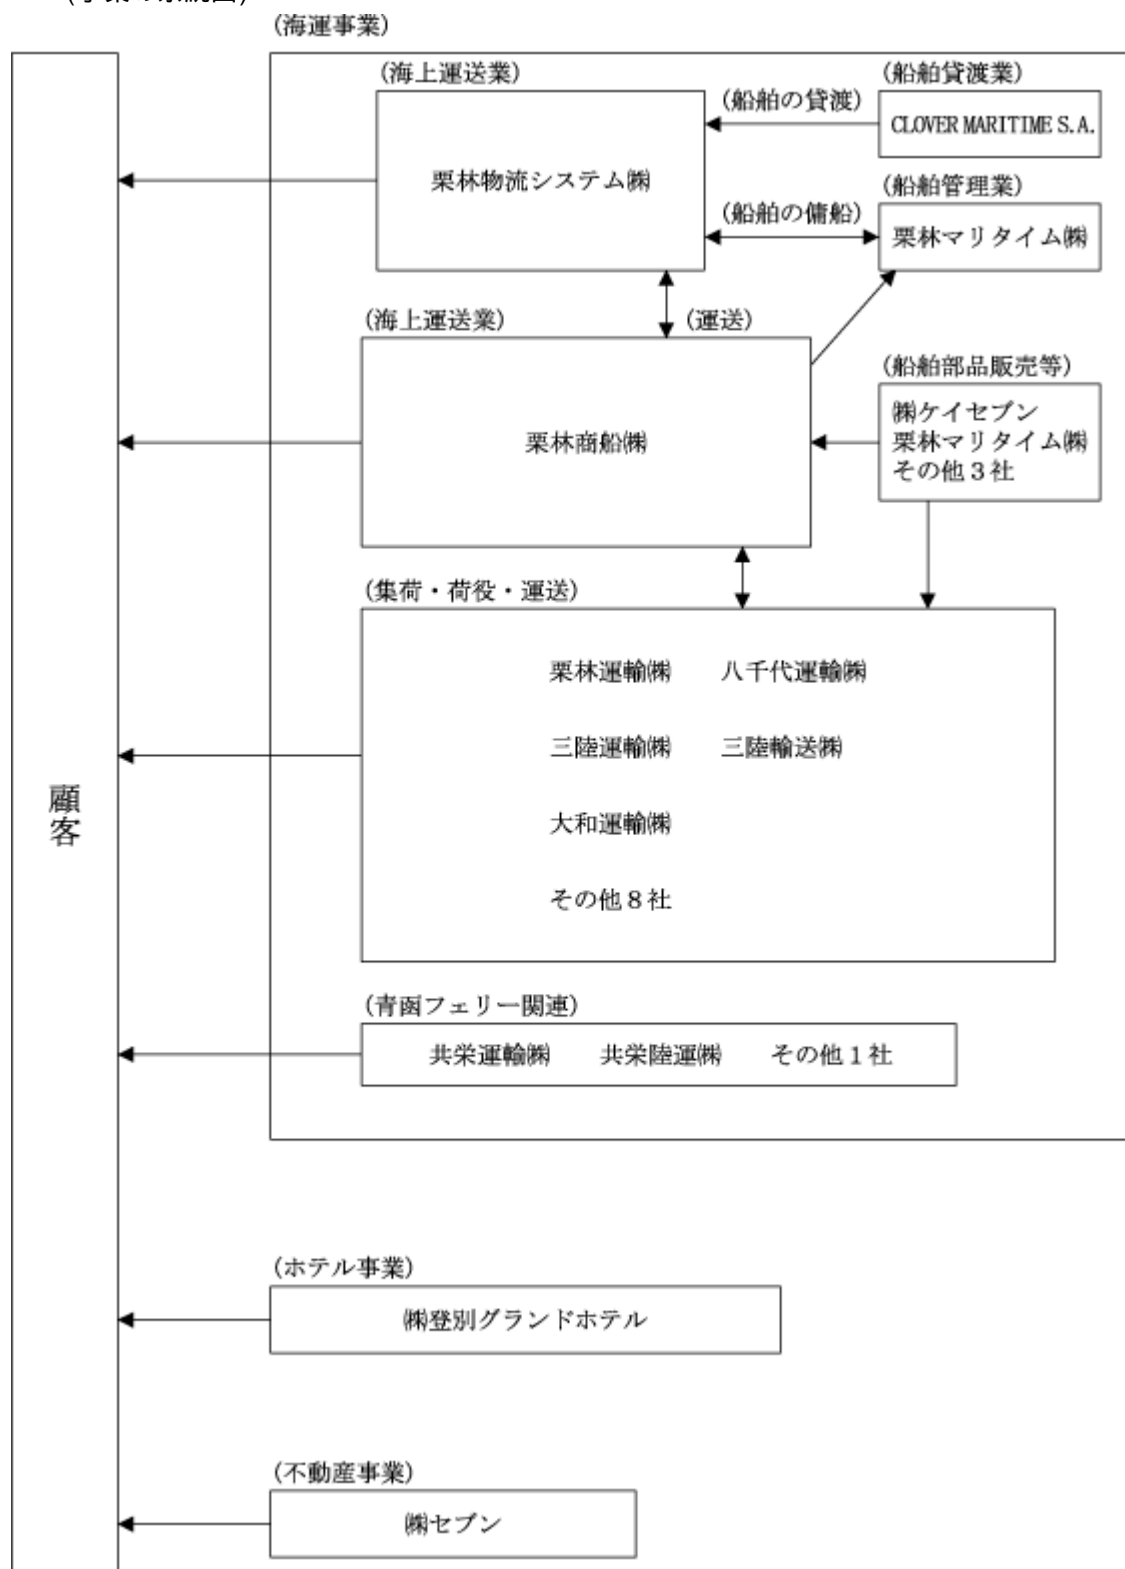 (事業の系統図)
(海運事業)
(海上運送業)
(船舶貸渡業)
(船舶の貸渡)
CLOVER MARITIME S.A.
栗林物流システム㈱
(船舶管理業)
(船舶の傭船)
栗林マリタイム㈱
(海上運送業)
(運送)
(船舶部品販売等)
㈱ケイセブン
栗林マリタイム㈱
その他3社
栗林商船㈱
(集荷・荷役・運送)
栗林運輸㈱ 八千代運輸㈱
三陸運輸㈱ 三陸輸送㈱
大和運輸㈱
その他8社
顧客
(青函フェリー関連)
共栄運輸㈱ 共栄陸運㈱ その他1社
(ホテル事業)
㈱登別グランドホテル
(不動産事業)
㈱セブン